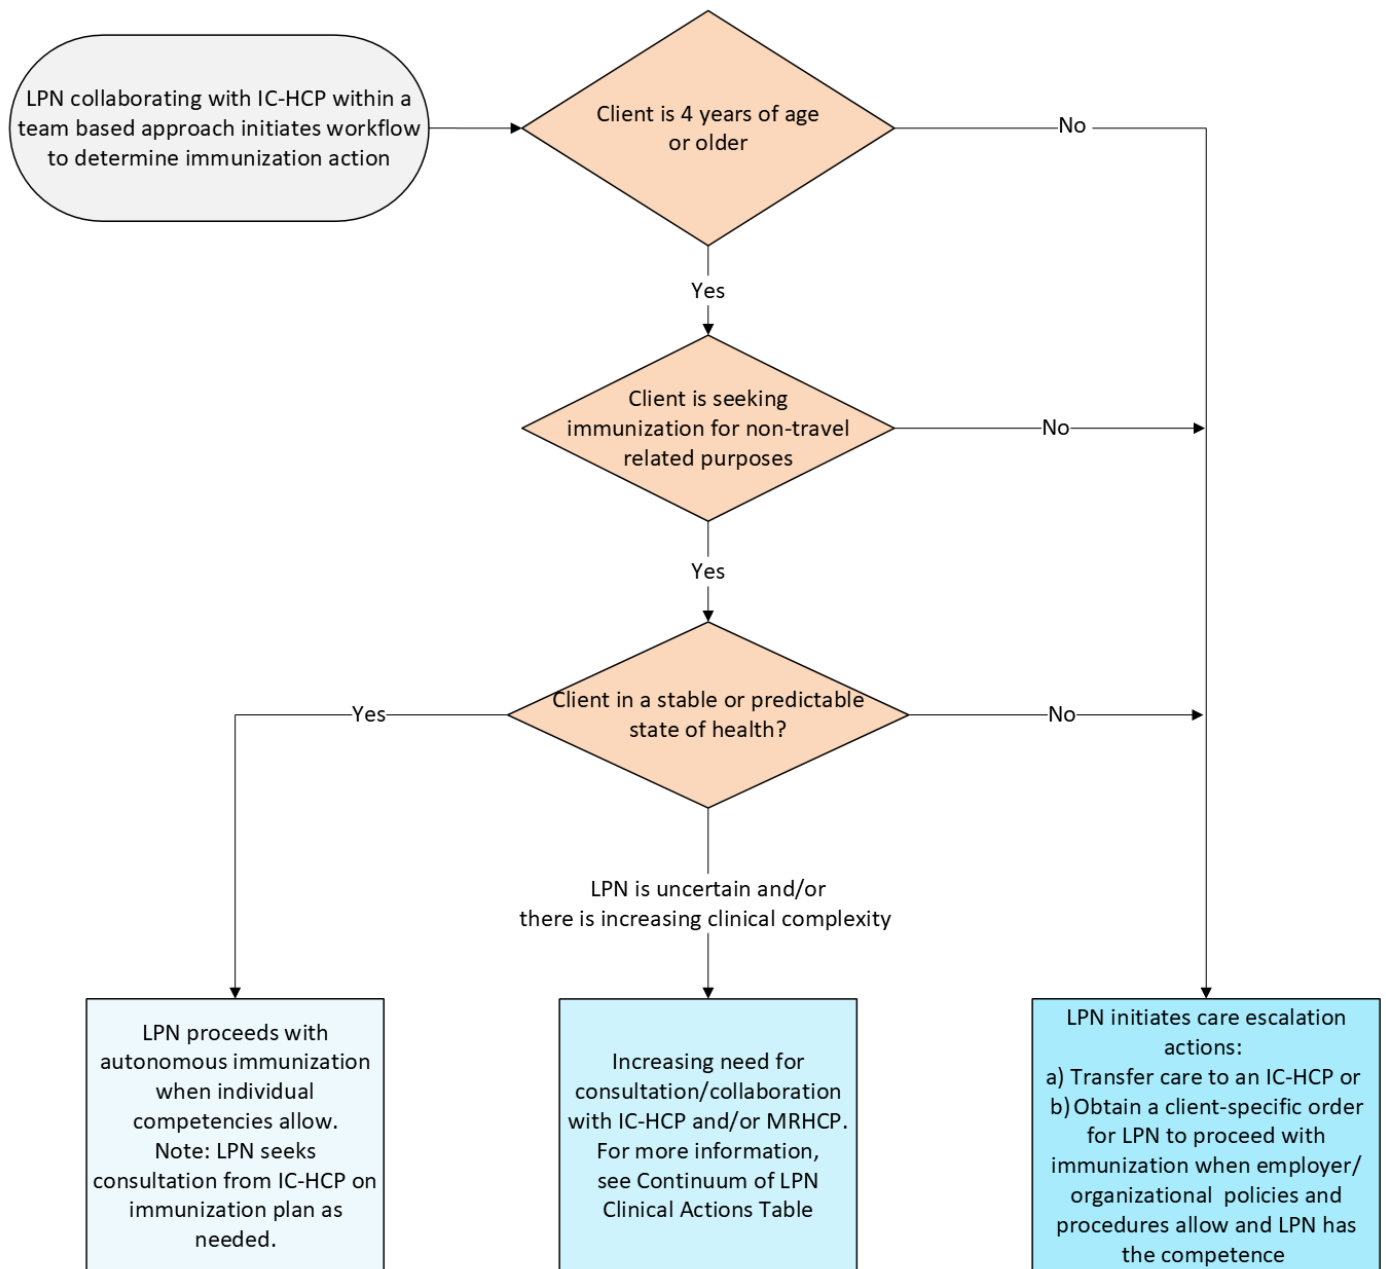 LPN collaborating with IC-HCP within a
team based approach initiates workflow
to determine immunization action
Client is 4 years of age
or older
No
Yes
Client is seeking
immunization for non-travel
related purposes
No
Yes
Client in a stable or predictable
state of health?
Yes
No
LPN is uncertain and/or
there is increasing clinical complexity
LPN proceeds with
autonomous immunization
when individual
competencies allow.
Note: LPN seeks
consultation from IC-HCP on
immunization plan as
needed.
Increasing need for
consultation/collaboration
with IC-HCP and/or MRHCP.
For more information,
see Continuum of LPN
Clinical Actions Table
LPN initiates care escalation
actions:
a) Transfer care to an IC-HCP or
b) Obtain a client-specific order
for LPN to proceed with
immunization when employer/
organizational policies and
procedures allow and LPN has
the competence